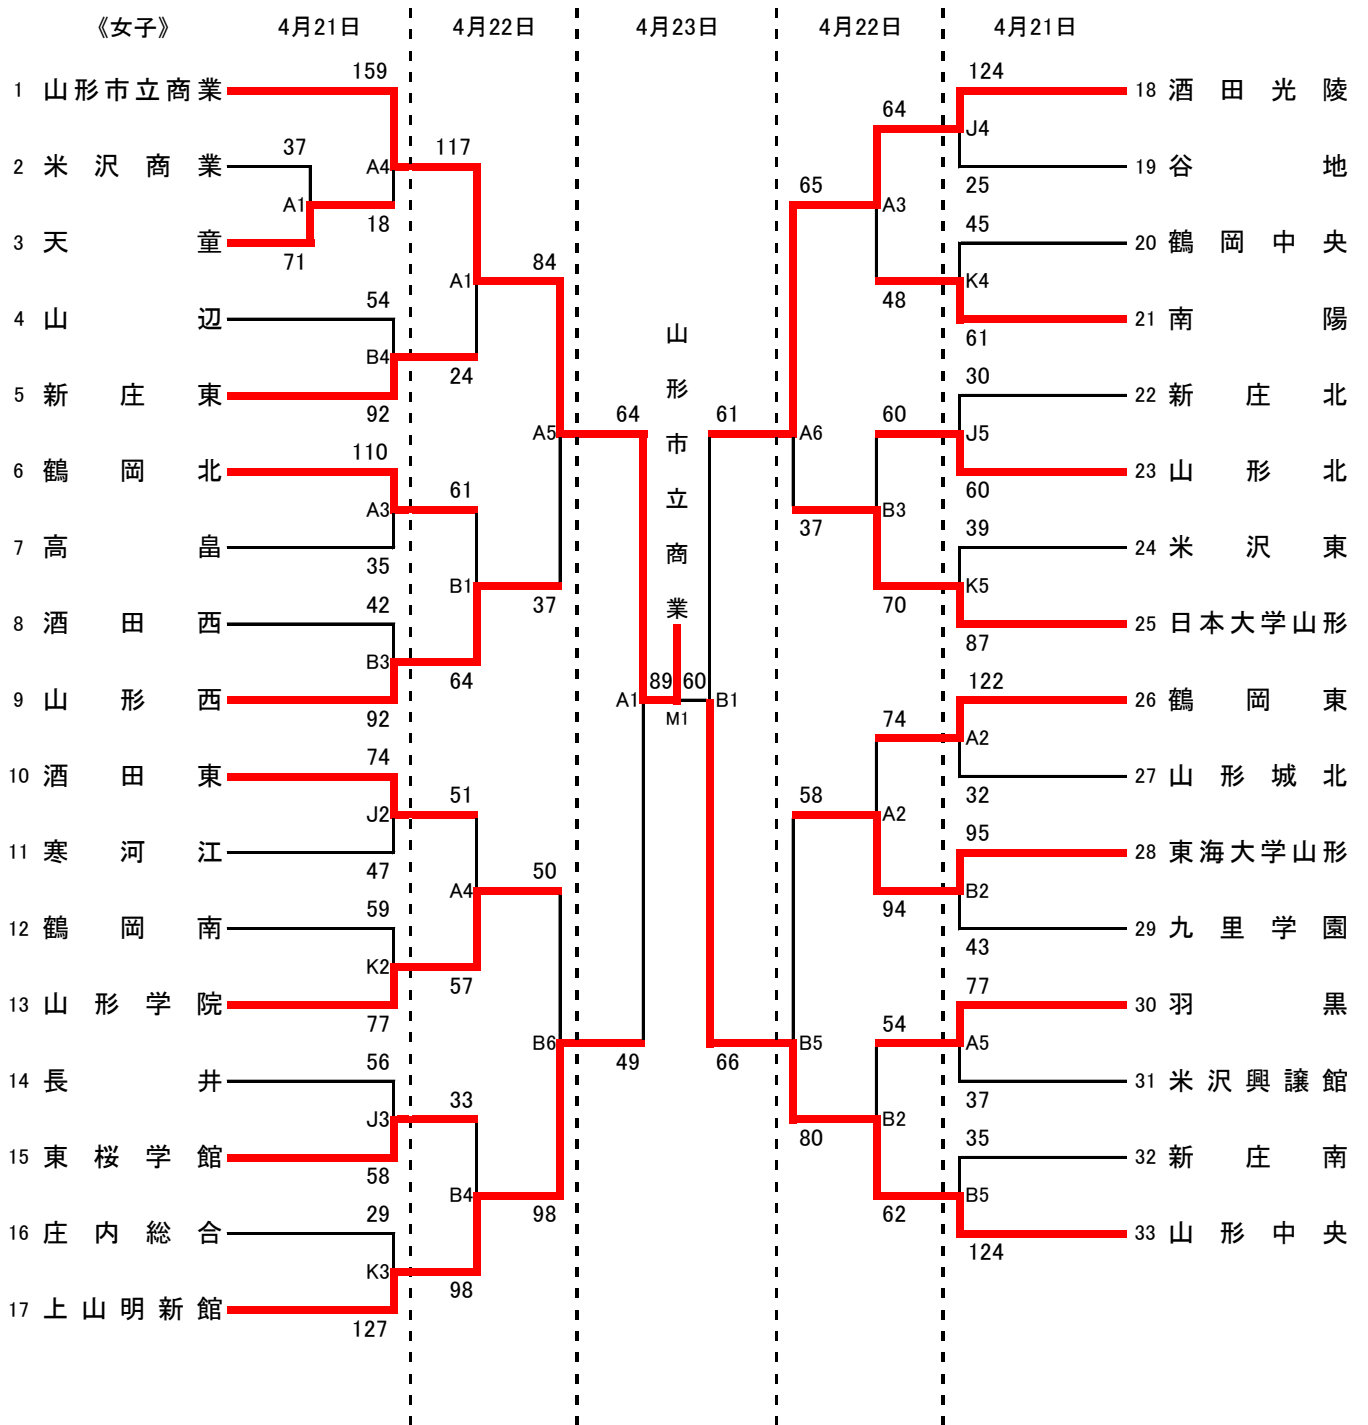 《女子》 4月21日 4月22日 4月23日 4月22日 4月21日
159
1 山形市立商業
37
2 米沢商業
A4
117
A1
18
3 天童
71
A1
84
54
4 山辺
B4
24
5 新庄東
92
A5
64
110
6 鶴岡北
61
A3
7 高畠
35
B1
37
42
8 酒田西
B3
64
9 山形西
92
A1
89
74
10 酒田東
51
J2
11 寒河江
47
A4
50
59
12 鶴岡南
K2
57
13 山形学院
77
B6
49
56
14 長井
33
J3
15 東桜学館
58
B4
98
29
16 庄内総合
K3
98
17 上山明新館
127
山形市立商業
M1
124
18 酒田光陵
64
J4
19 谷地
25
65
A3
45
20 鶴岡中央
K4
48
21 南陽
61
30
22 新庄北
61
A6
60
J5
23 山形北
60
37
B3
39
24 米沢東
K5
70
25 日本大学山形
87
60
B1
122
26 鶴岡東
74
A2
27 山形城北
32
58
A2
95
28 東海大学山形
B2
94
29 九里学園
43
77
30 羽黒
66
B5
54
A5
31 米沢興譲館
37
80
B2
35
32 新庄南
B5
62
33 山形中央
124